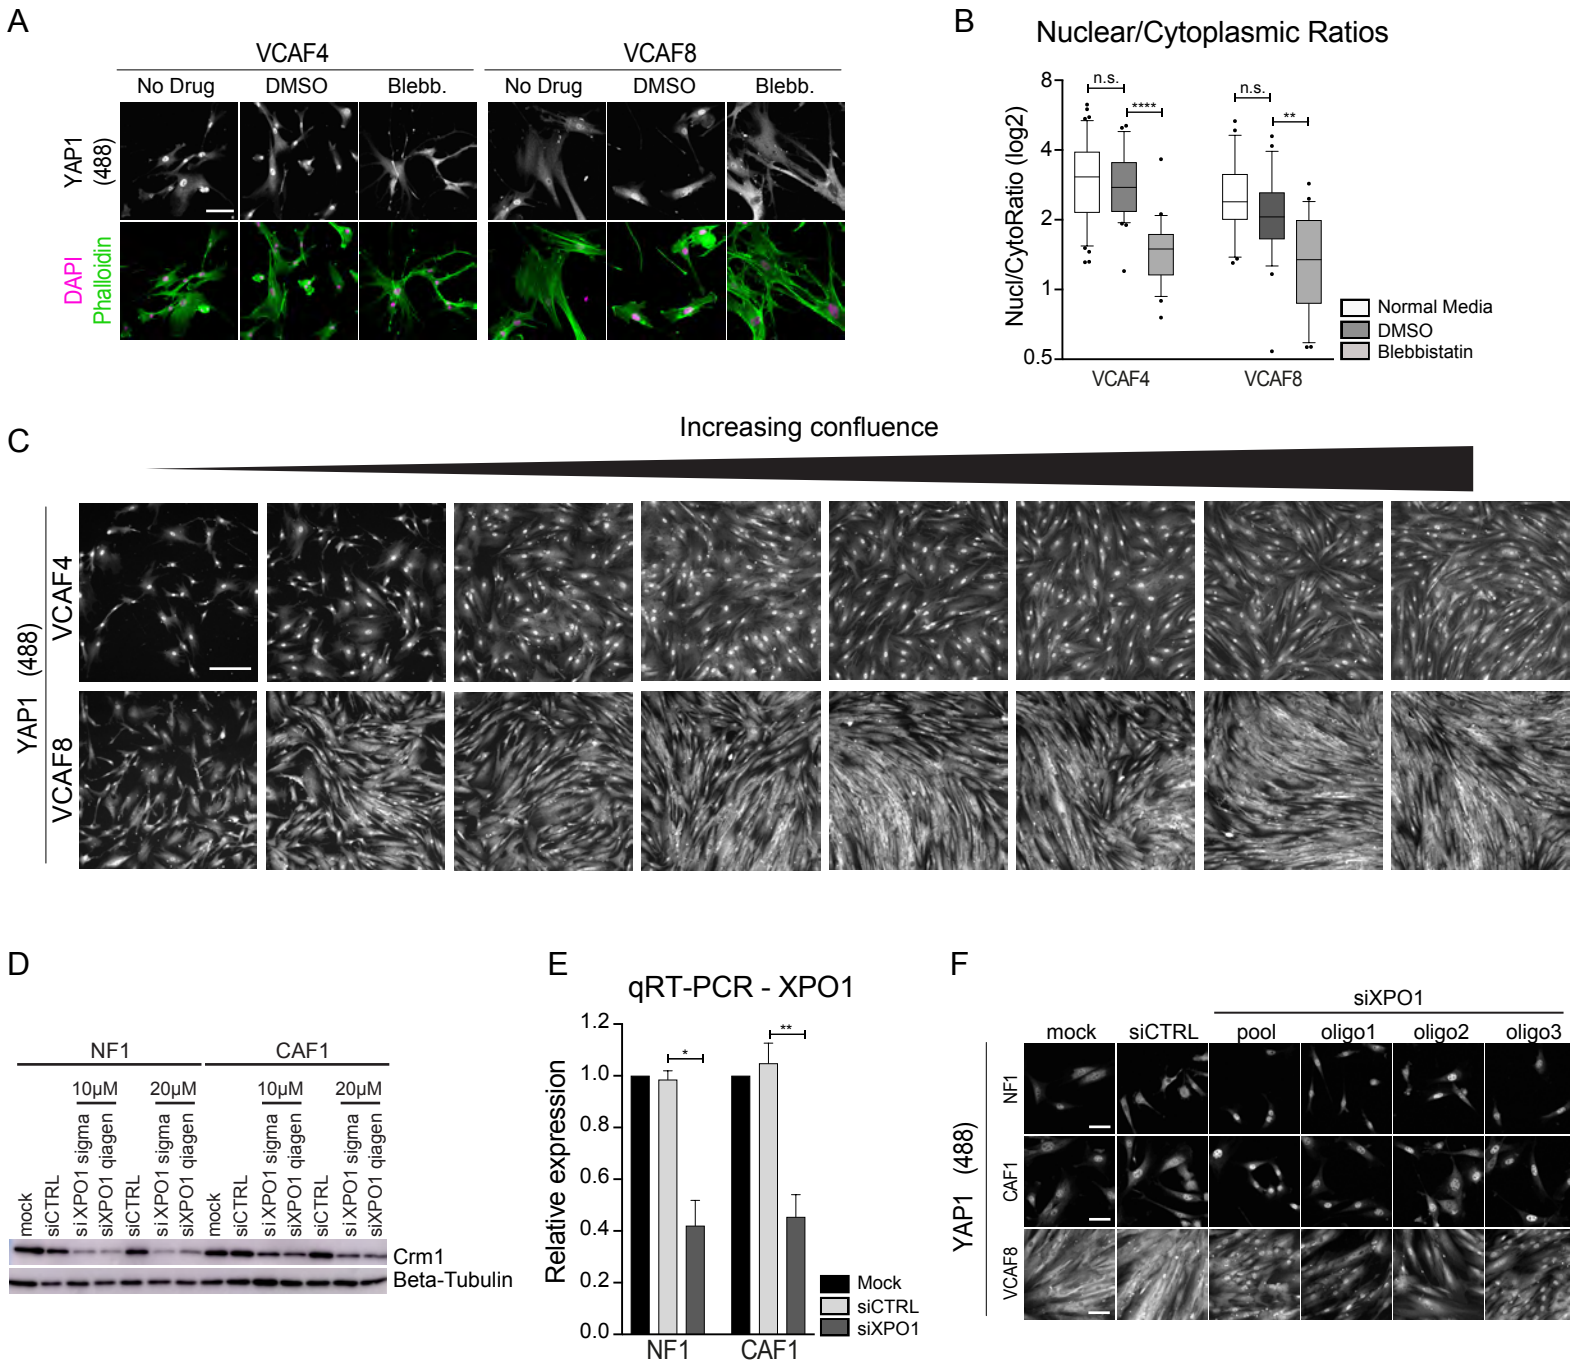 A
VCAF4
VCAF8
No Drug
DMSO
Blebb.
No Drug
DMSO
Blebb.
YAP1
(488)
DAPI
Phalloidin
B
Nuclear/Cytoplasmic Ratios
Nucl/CytoRatio (log2)
8
4
2
1
0.5
n.s.
****
n.s.
**
VCAF4
VCAF8
Normal Media
DMSO
Blebbistatin
C
Increasing confluence
YAP1 (488)
VCAF4
VCAF8
D
NF1
CAF1
10µM
20µM
10µM
20µM
mock
siCTRL
si XPO1 sigma
siXPO1 qiagen
siCTRL
si XPO1 sigma
siXPO1 qiagen
mock
siCTRL
si XPO1 sigma
siXPO1 qiagen
siCTRL
si XPO1 sigma
siXPO1 qiagen
Crm1
Beta-Tubulin
E
qRT-PCR - XPO1
Relative expression
1.2
1.0
0.8
0.6
0.4
0.2
0.0
*
**
NF1
CAF1
Mock
siCTRL
siXPO1
F
siXPO1
mock
siCTRL
pool
oligo1
oligo2
oligo3
YAP1 (488)
NF1
CAF1
VCAF8